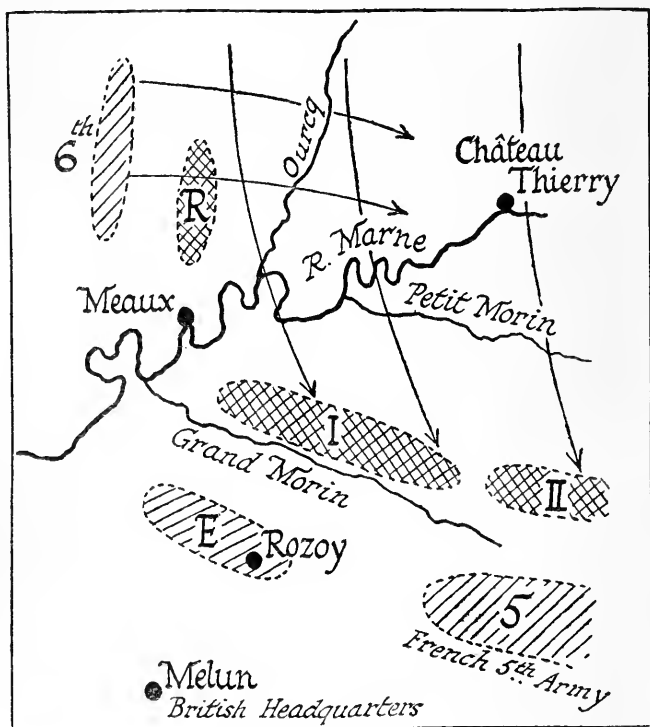 6th
R
Ourcq
Château
Thierry
R. Marne
Meaux
Petit Morin
I
Grand Morin
II
E
Rozoy
5
French 5th Army
Melun
British Headquarters